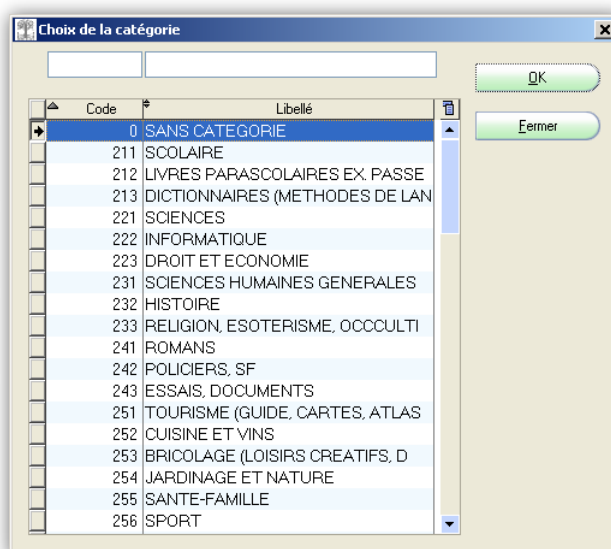 Choix de la catégorie
OK
Fermer
Code Libellé
0 SANS CATEGORIE
211 SCOLAIRE
212 LIVRES PARASCOLAIRES EX. PASSE
213 DICTIONNAIRES (METHODES DE LAN
221 SCIENCES
222 INFORMATIQUE
223 DROIT ET ECONOMIE
231 SCIENCES HUMAINES GENERALES
232 HISTOIRE
233 RELIGION, ESOTERISME, OCCCULTI
241 ROMANS
242 POLICIERS, SF
243 ESSAIS, DOCUMENTS
251 TOURISME (GUIDE, CARTES, ATLAS
252 CUISINE ET VINS
253 BRICOLAGE (LOISIRS CREATIFS, D
254 JARDINAGE ET NATURE
255 SANTE-FAMILLE
256 SPORT